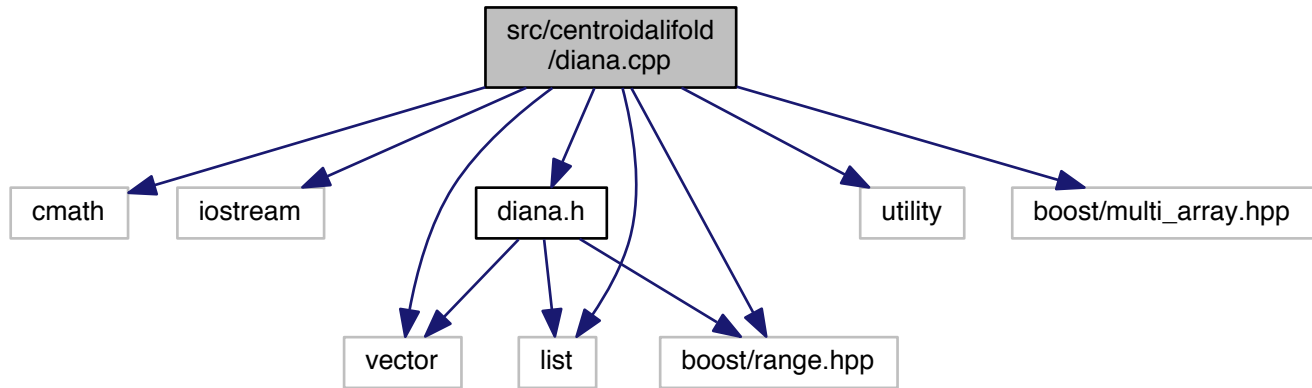 src/centroidalifold
/diana.cpp
cmath
iostream
diana.h
utility
boost/multi_array.hpp
vector
list
boost/range.hpp